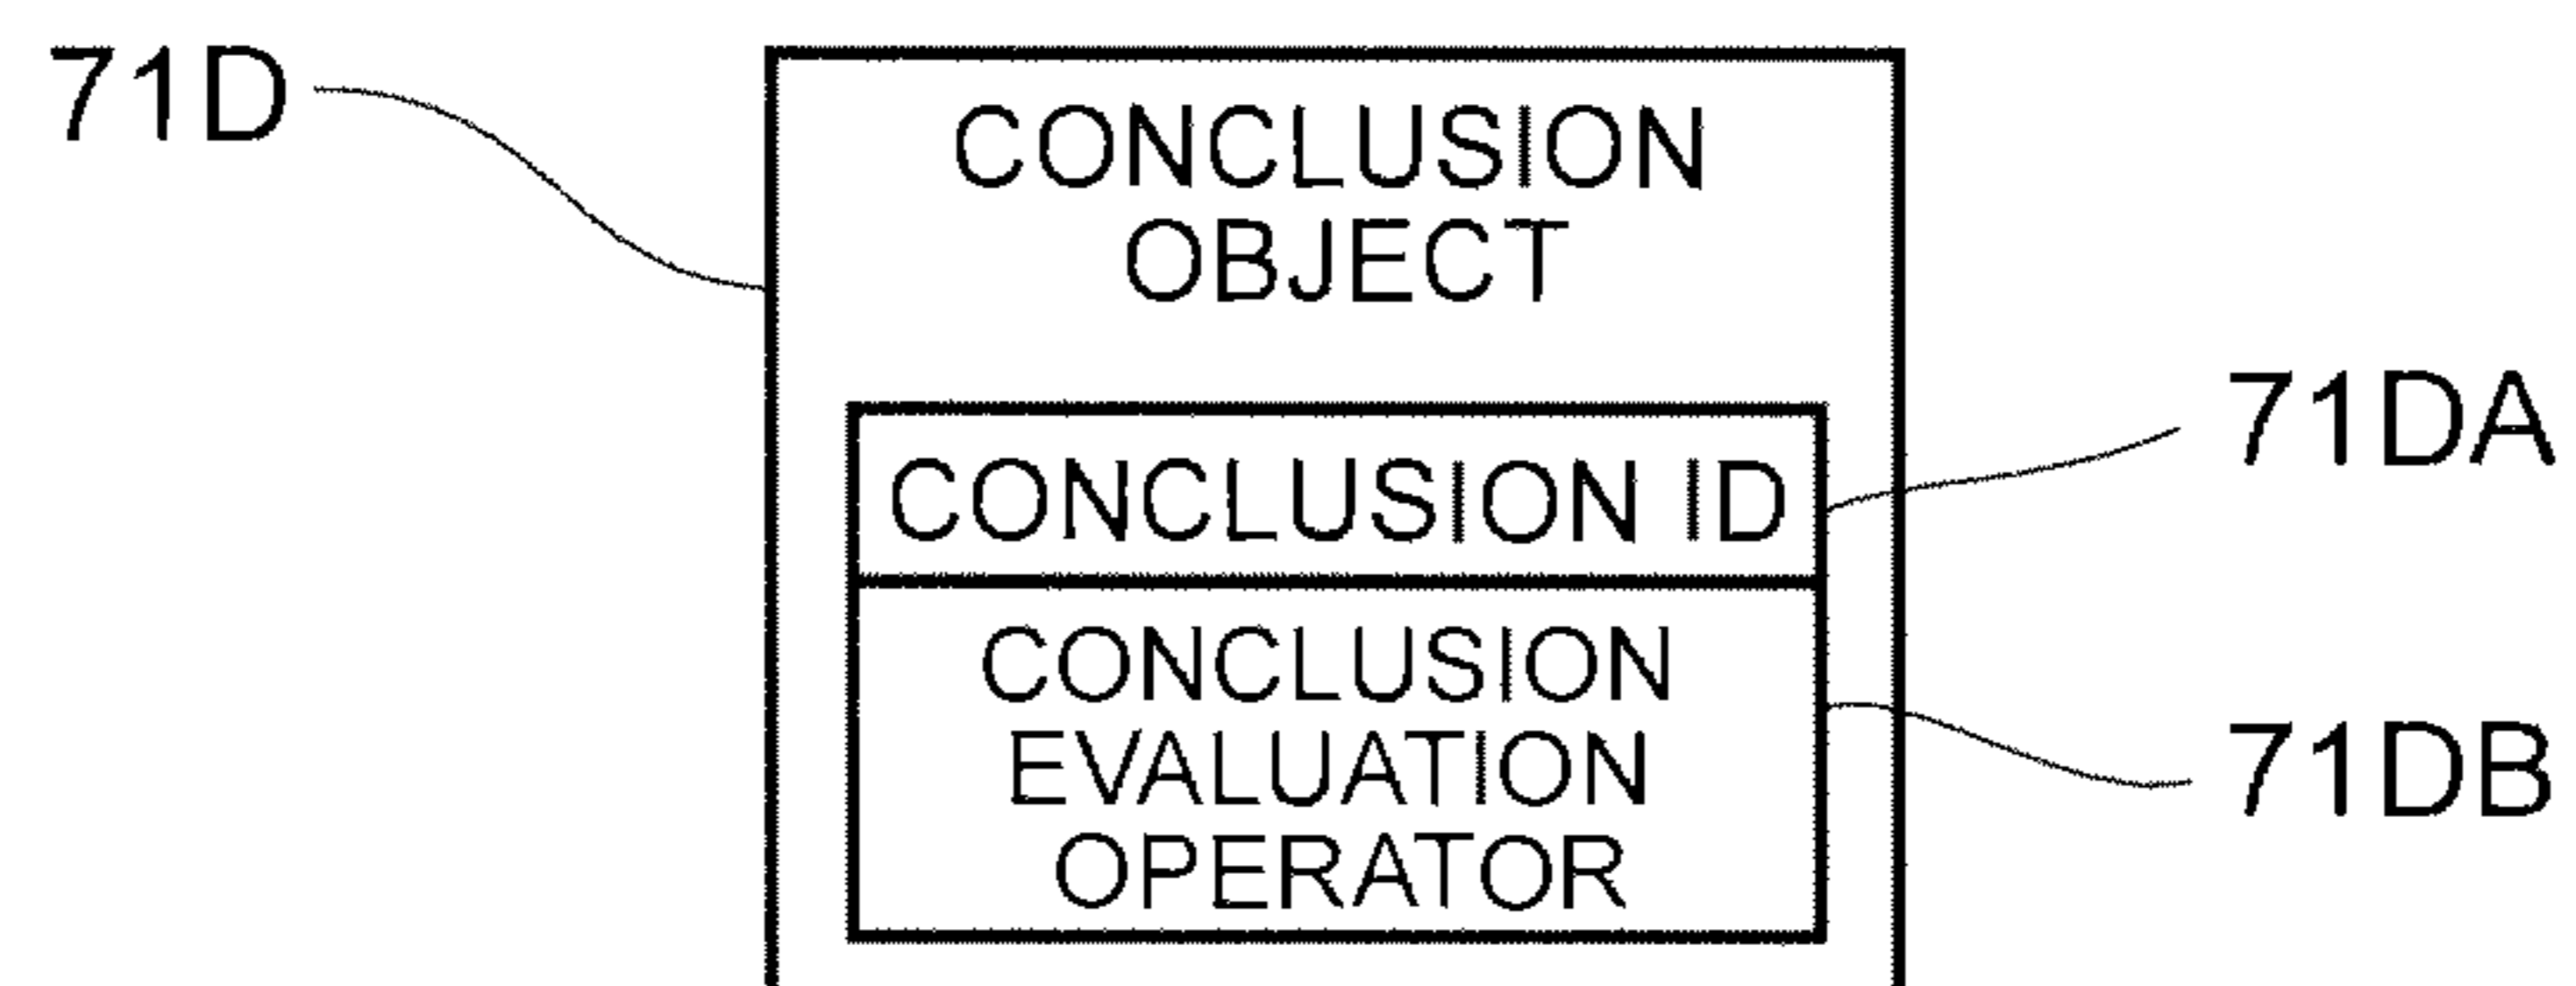 71D
CONCLUSION
OBJECT
71DA
CONCLUSION ID
CONCLUSION
EVALUATION
OPERATOR
71DB